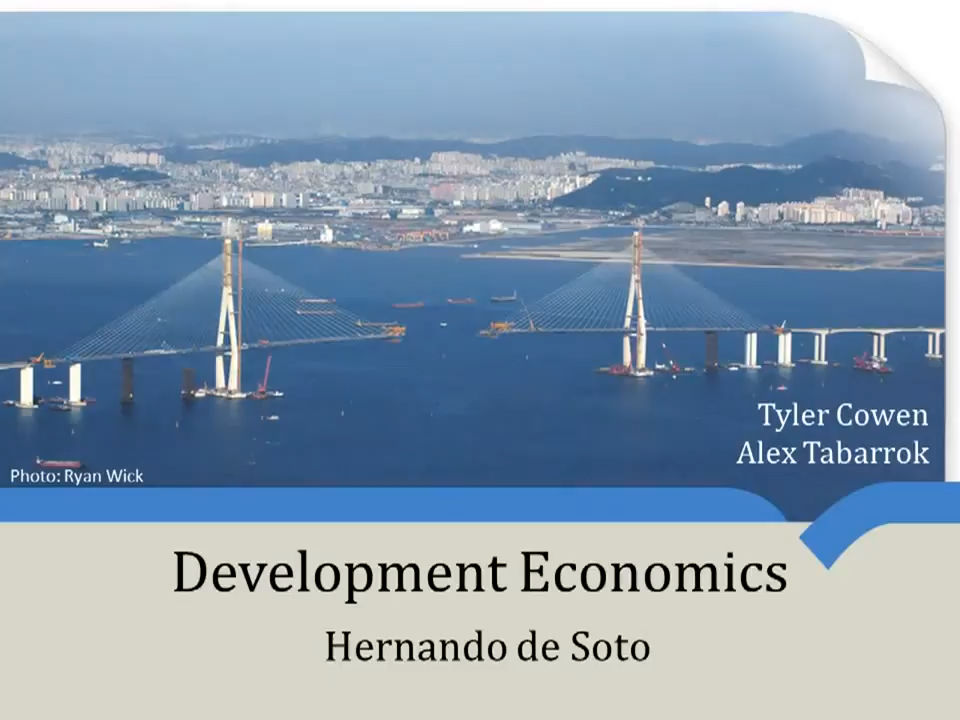 Tyler Cowen
Alex Tabarrok
Photo: Ryan Wick
Development Economics
Hernando de Soto